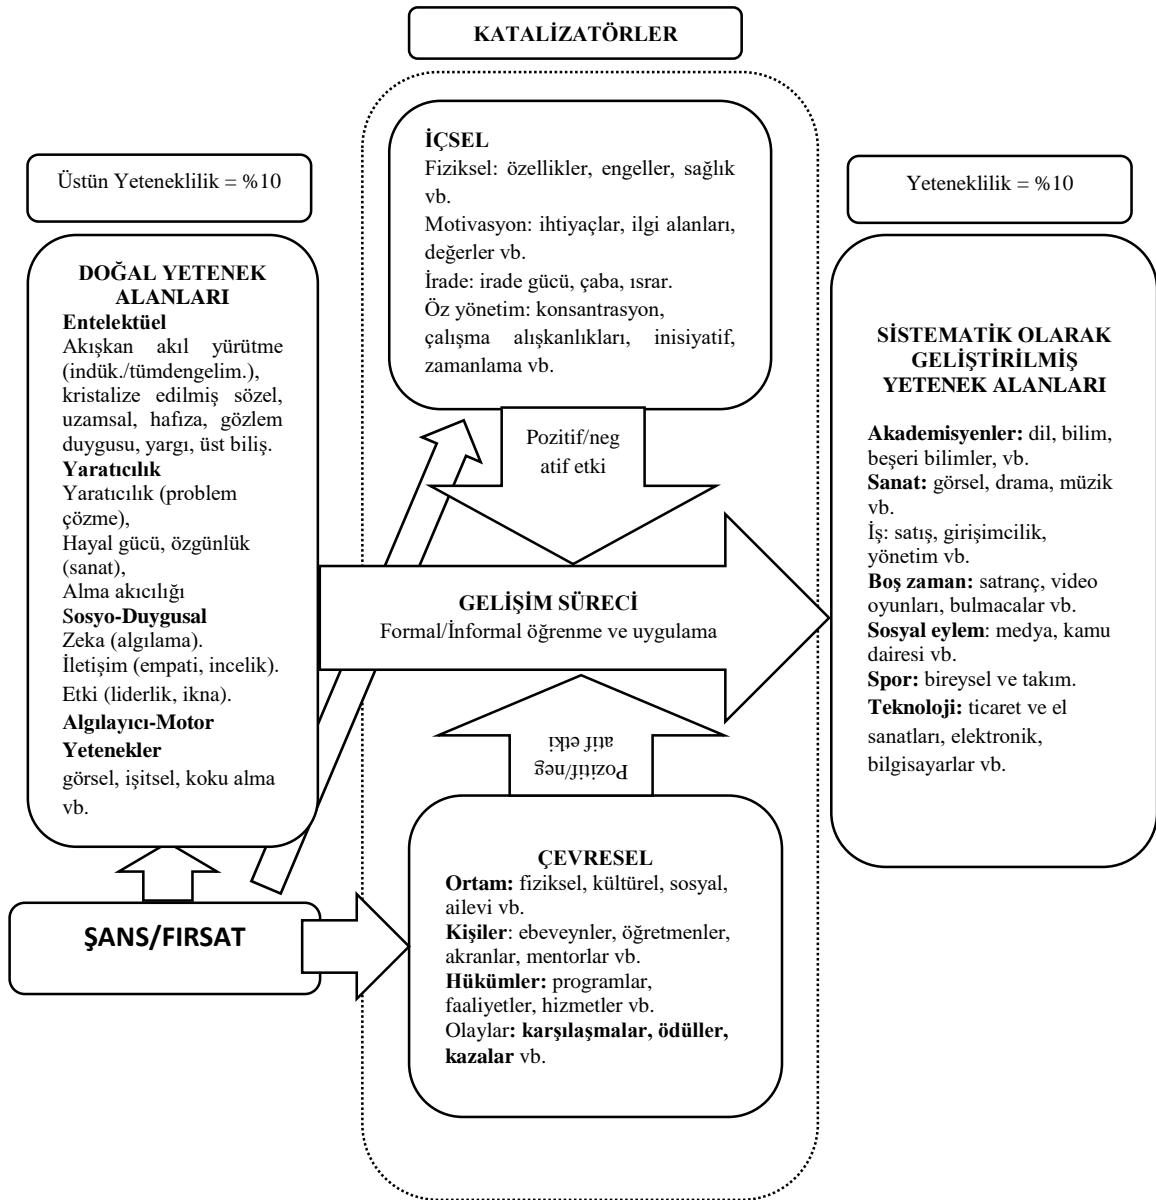 KATALİZATÖRLER
İÇSEL
Fiziksel: özellikler, engeller, sağlık
vb.
Motivasyon: ihtiyaçlar, ilgi alanları,
değerler vb.
İrade: irade gücü, çaba, ısrar.
Öz yönetim: konsantrasyon,
çalışma alışkanlıkları, inisiyatif,
zamanlama vb.
Üstün Yeteneklilik = %10
Yeteneklilik = %10
DOĞAL YETENEK
ALANLARI
Entelektüel
Akışkan akıl yürütme
(indük./tümdengelim.),
kristalize edilmiş sözel,
uzamsal, hafıza, gözlem
duygusu, yargı, üst biliş.
Yaratıcılık
Yaratıcılık (problem
çözme),
Hayal gücü, özgünlük
(sanat),
Alma akıcılığı
Sosyo-Duygusal
Zeka (algılama).
İletişim (empati, incelik).
Etki (liderlik, ikna).
Algılayıcı-Motor
Yetenekler
görsel, işitsel, koku alma
vb.
Pozitif/neg
atif etki
GELİŞİM SÜRECİ
Formal/İnformal öğrenme ve uygulama
Pozitif/neg
atif etki
SİSTEMATİK OLARAK
GELİŞTİRİLMİŞ
YETENEK ALANLARI
Akademisyenler: dil, bilim,
beşeri bilimler, vb.
Sanat: görsel, drama, müzik
vb.
İş: satış, girişimcilik,
yönetim vb.
Boş zaman: satranç, video
oyunları, bulmacalar vb.
Sosyal eylem: medya, kamu
dairesi vb.
Spor: bireysel ve takım.
Teknoloji: ticaret ve el
sanatları, elektronik,
bilgisayarlar vb.
ŞANS/FIRSAT
ÇEVRESEL
Ortam: fiziksel, kültürel, sosyal,
ailevi vb.
Kişiler: ebeveynler, öğretmenler,
akranlar, mentorlar vb.
Hükümler: programlar,
faaliyetler, hizmetler vb.
Olaylar: karşılaşmalar, ödüller,
kazalar vb.